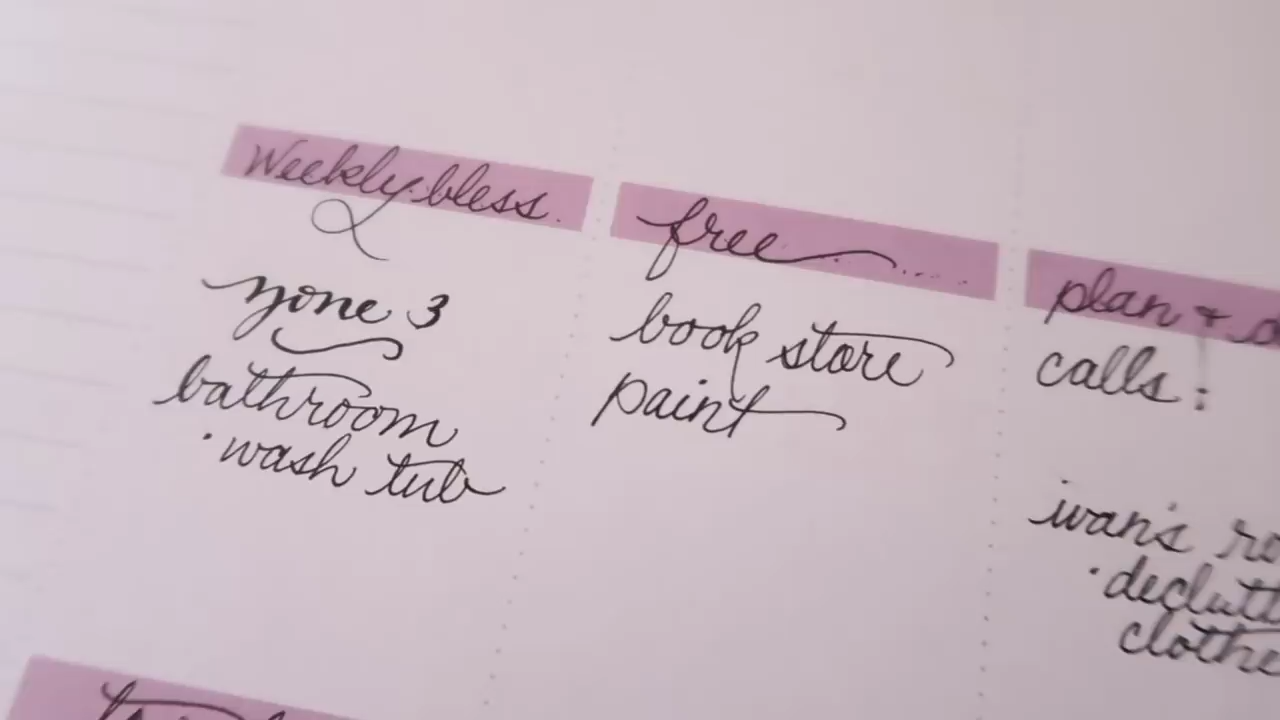 Weekly bless.
zone 3
bathroom
· wash tub
free.......
book store
paint
plan +
calls:
ivan's
· declutt
clothe